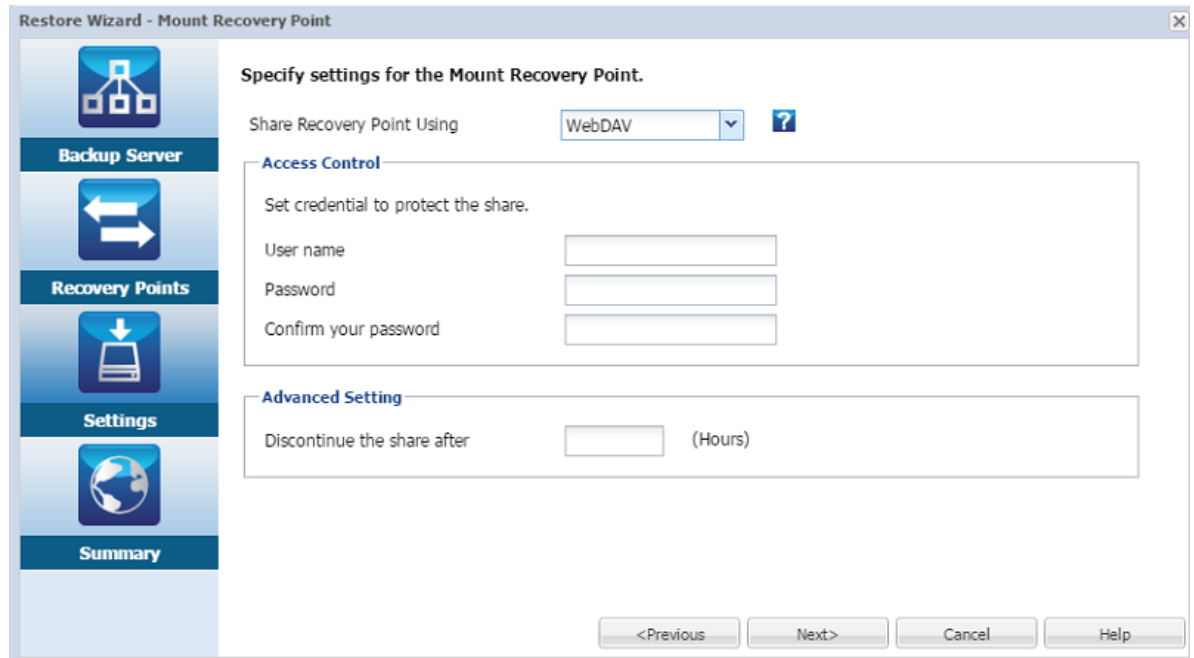 Restore Wizard - Mount Recovery Point
Backup Server
Recovery Points
Settings
Summary
Specify settings for the Mount Recovery Point.
Share Recovery Point Using WebDAV ?
Access Control
Set credential to protect the share.
User name
Password
Confirm your password
Advanced Setting
Discontinue the share after (Hours)
<Previous Next> Cancel Help